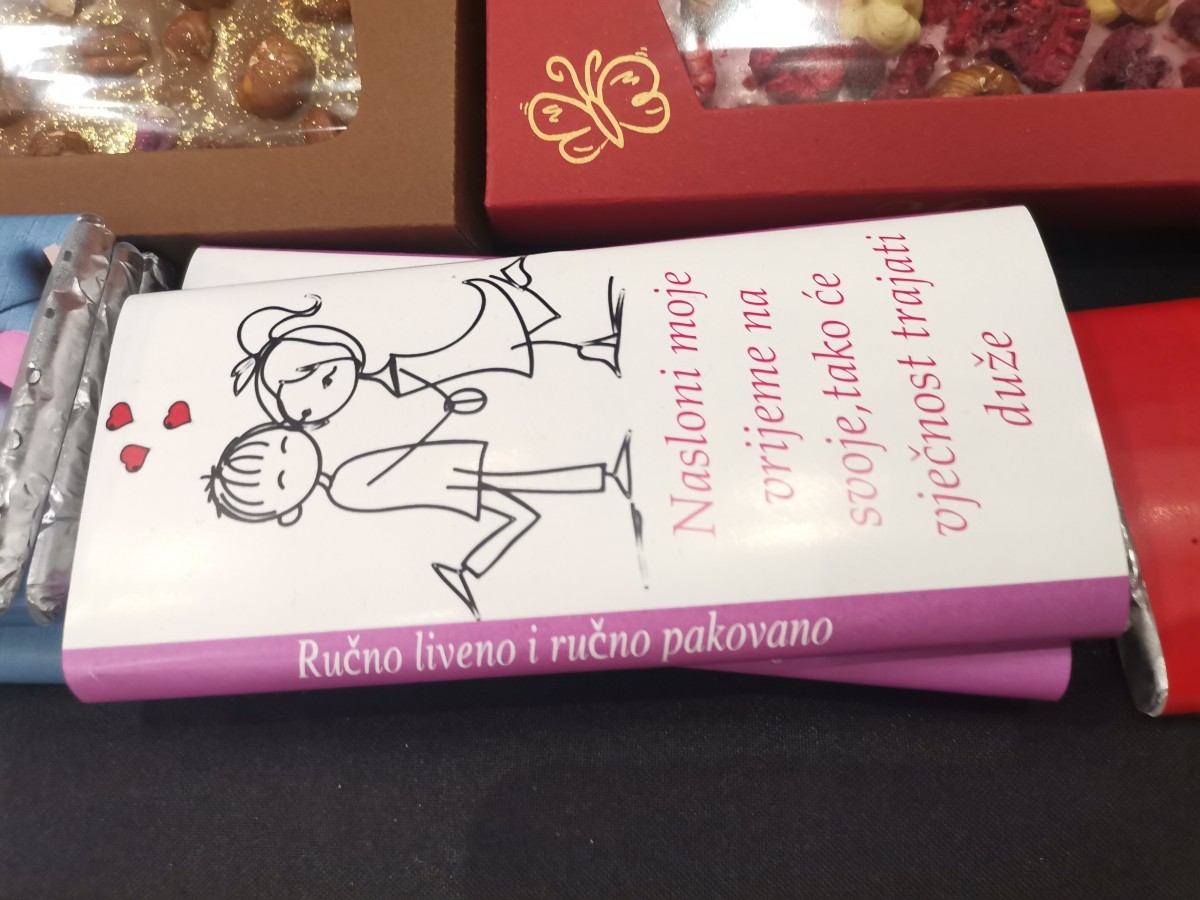 Nasloni moje
vrijeme na
svoje,tako će
vječnost trajati
duže
Ručno liveno i ručno pakovano